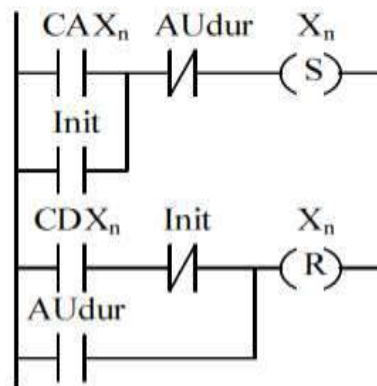 CAXₙ AUdur Xₙ
S
Init
CDXₙ Init Xₙ
R
AUdur